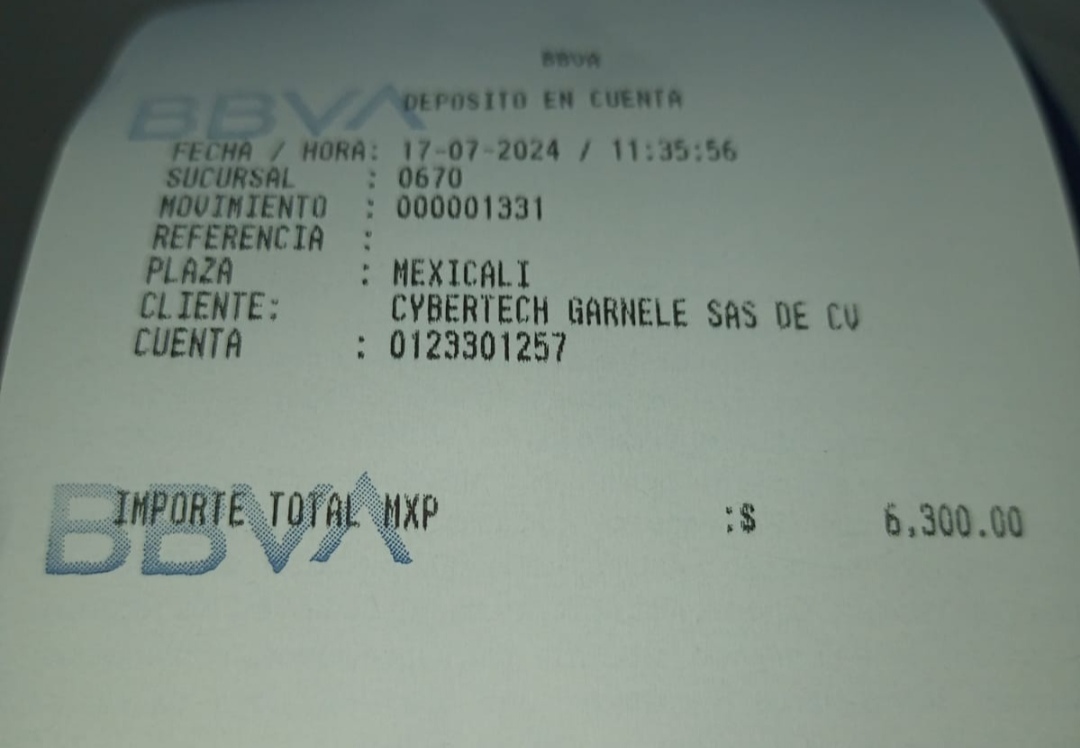 BBVA
BBVA
DEPOSITO EN CUENTA
FECHA / HORA: 17-07-2024 / 11:35:56
SUCURSAL : 0670
MOVIMIENTO : 000001331
REFERENCIA :
PLAZA : MEXICALI
CLIENTE: CYBERTECH GARNELE SAS DE CV
CUENTA : 0123301257
BBVA
IMPORTE TOTAL MXP :$ 6,300.00